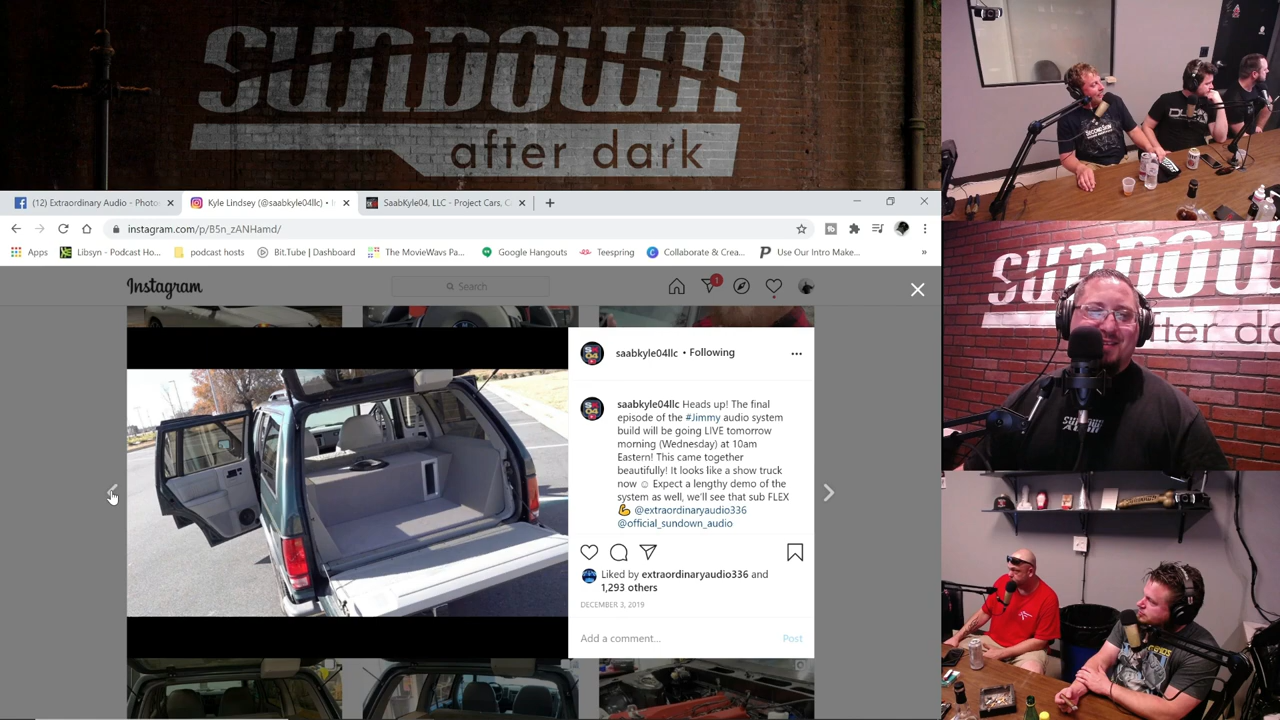 SUNDOWN
after dark
(12) Extraordinary Audio - Photos
Kyle Lindsey (@saabkyle04llc) • I
SaabKyle04, LLC - Project Cars, C
instagram.com/p/B5n_zANHamd/
Apps
Libsyn - Podcast Ho...
podcast hosts
Bit.Tube | Dashboard
The MovieWavs Pa...
Google Hangouts
Teespring
Collaborate & Crea...
Use Our Intro Make...
»
Instagram
Search
1
saabkyle04llc • Following
saabkyle04llc Heads up! The final
episode of the #Jimmy audio system
build will be going LIVE tomorrow
morning (Wednesday) at 10am
Eastern! This came together
beautifully! It looks like a show truck
now ☺ Expect a lengthy demo of the
system as well, we'll see that sub FLEX
💪 @extraordinaryaudio336
@official_sundown_audio
Liked by extraordinaryaudio336 and
1,293 others
DECEMBER 3, 2019
Add a comment...
Post
SUNDOWN
after da
SUNDOWN